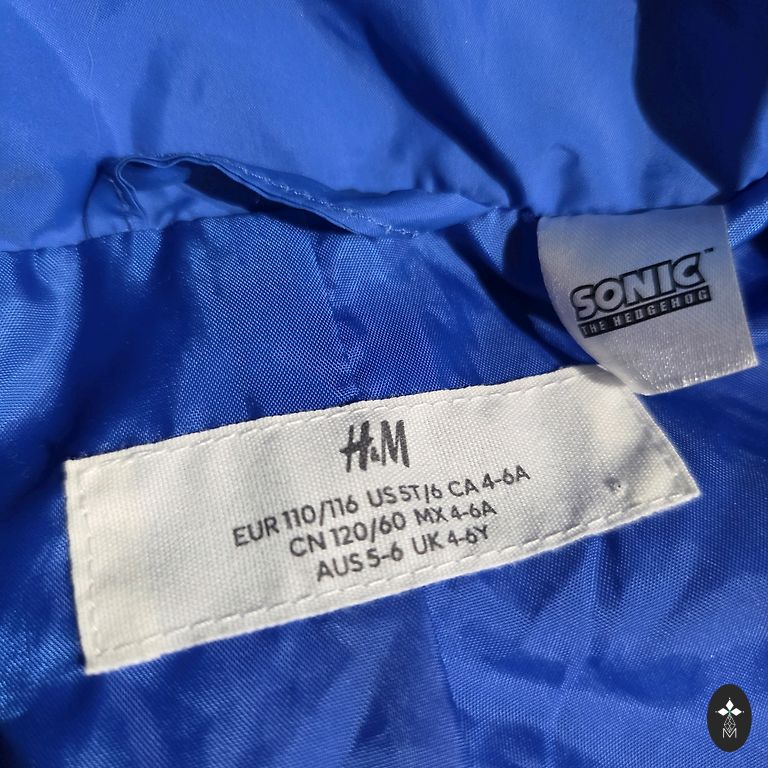 SONIC™
THE HEDGEHOG
H&M
EUR 110/116 US 5T/6 CA 4-6A
CN 120/60 MX 4-6A
AUS 5-6 UK 4-6Y
M